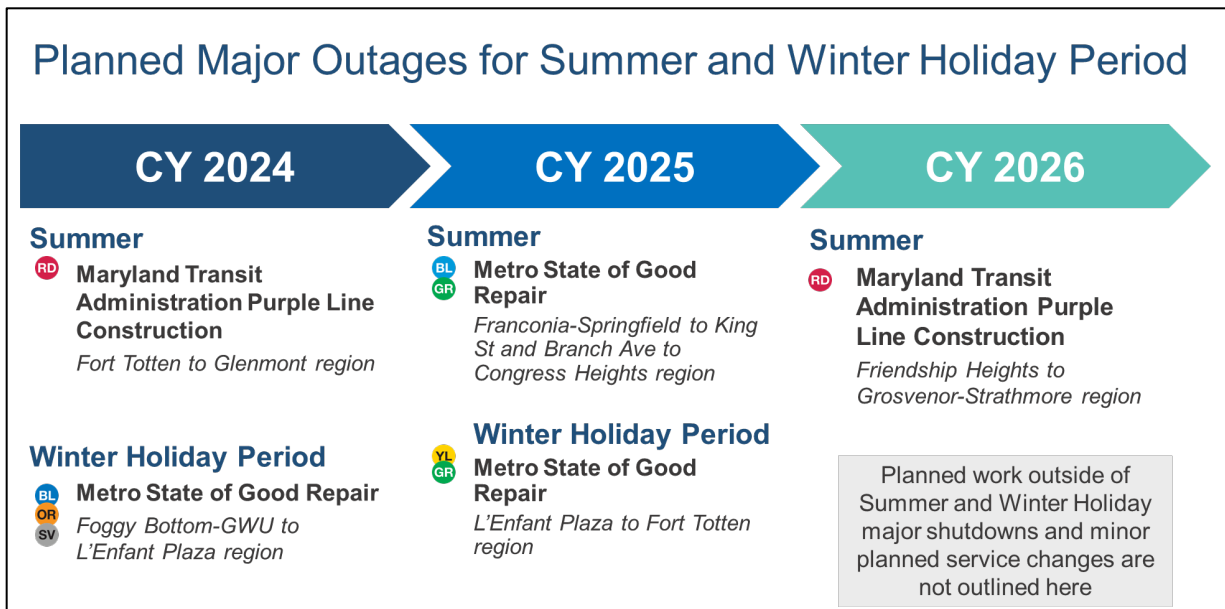 Planned Major Outages for Summer and Winter Holiday Period
CY 2024
Summer
RD
Maryland Transit
Administration Purple Line
Construction
Fort Totten to Glenmont region
Winter Holiday Period
BL
OR
SV
Metro State of Good Repair
Foggy Bottom-GWU to
L’Enfant Plaza region
CY 2025
Summer
BL
GR
Metro State of Good
Repair
Franconia-Springfield to King
St and Branch Ave to
Congress Heights region
Winter Holiday Period
YL
GR
Metro State of Good
Repair
L’Enfant Plaza to Fort Totten
region
CY 2026
Summer
RD
Maryland Transit
Administration Purple
Line Construction
Friendship Heights to
Grosvenor-Strathmore region
Planned work outside of
Summer and Winter Holiday
major shutdowns and minor
planned service changes are
not outlined here